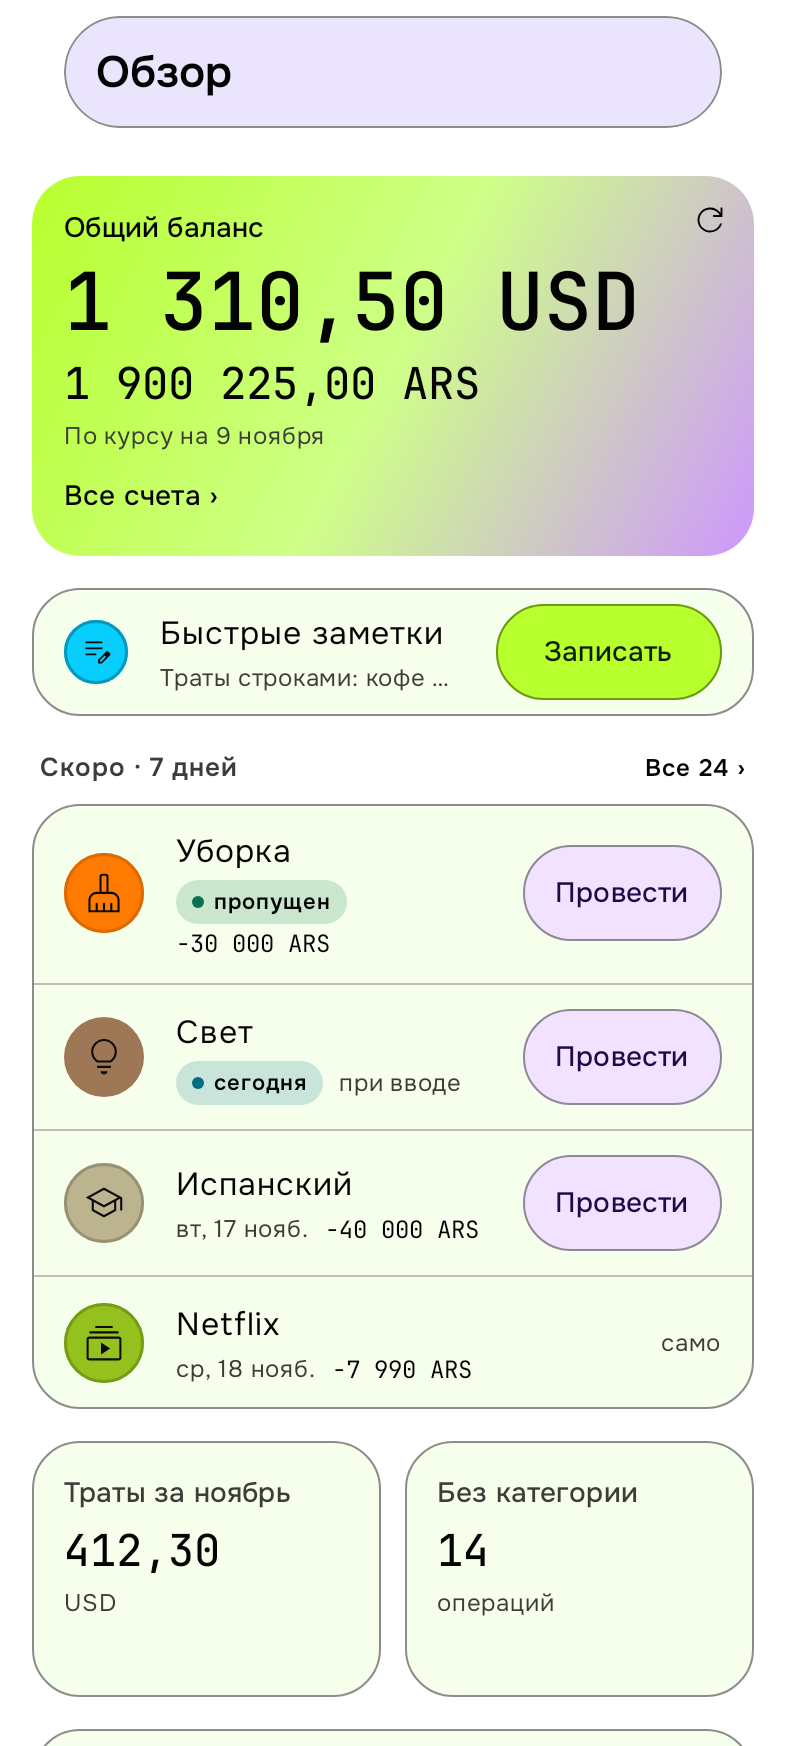 Обзор
Общий баланс
1 310,50 USD
1 900 225,00 ARS
По курсу на 9 ноября
Все счета ›
Быстрые заметки
Траты строками: кофе ...
Записать
Скоро · 7 дней
Все 24 ›
Уборка
пропущен
-30 000 ARS
Провести
Свет
сегодня при вводе
Провести
Испанский
вт, 17 нояб. -40 000 ARS
Провести
Netflix
ср, 18 нояб. -7 990 ARS
само
Траты за ноябрь
412,30
USD
Без категории
14
операций